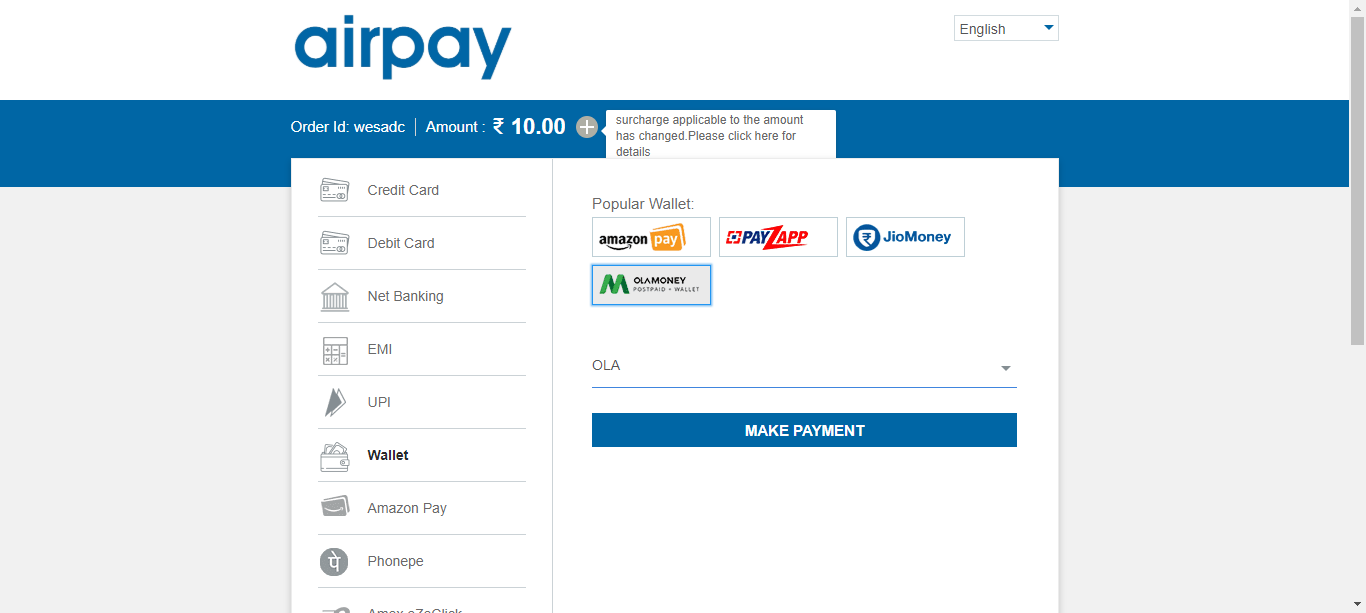 airpay
English
Order Id: wesadc
Amount : ₹ 10.00
surcharge applicable to the amount
has changed.Please click here for
details
Credit Card
Debit Card
Net Banking
EMI
UPI
Wallet
Amazon Pay
Phonepe
Amex eZeClick
Popular Wallet:
amazon pay
PAYZAPP
JioMoney
OLAMONEY
POSTPAID + WALLET
OLA
MAKE PAYMENT